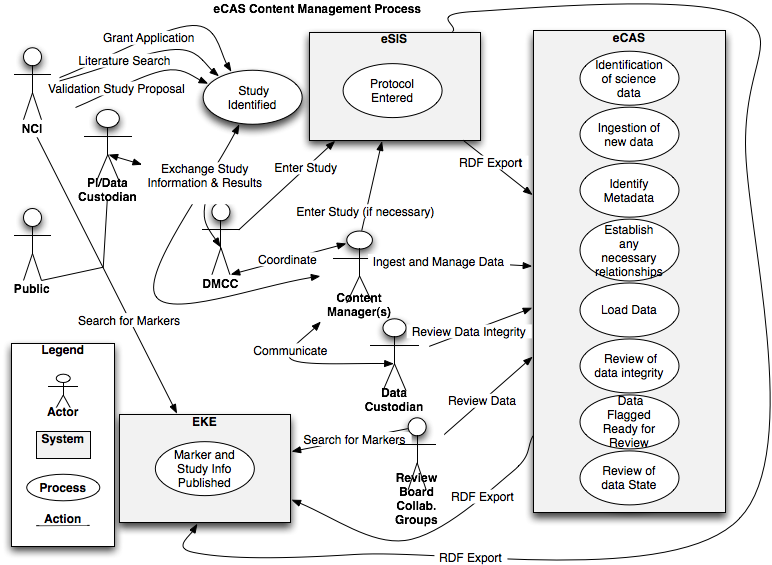 eCAS Content Management Process
Grant Application
Literature Search
Validation Study Proposal
NCI
Study
Identified
eSIS
Protocol
Entered
eCAS
Identification
of science
data
Ingestion of
new data
Identify
Metadata
Establish
any
necessary
relationships
Load Data
Review of
data integrity
Data
Flagged
Ready for
Review
Review of
data State
RDF Export
PI/Data
Custodian
Exchange Study
Information & Results
Enter Study
Enter Study (if necessary)
Public
DMCC
Coordinate
Content
Manager(s)
Ingest and Manage Data
Search for Markers
Communicate
Review Data Integrity
Data
Custodian
Review Data
Legend
Actor
System
Process
Action
EKE
Marker and
Study Info
Published
Search for Markers
Review
Board
Collab.
Groups
RDF Export
RDF Export